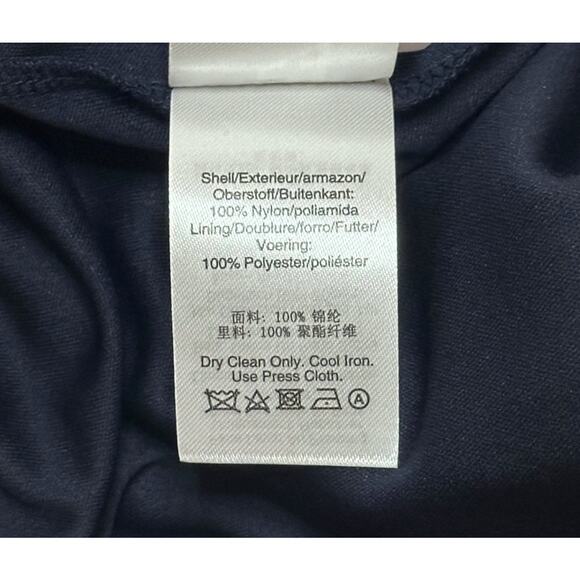 Shell/Exterieur/armazon/
Oberstoff/Buitenkant:
100% Nylon/poliamida
Lining/Doublure/forro/Futter/
Voering:
100% Polyester/poliéster
面料: 100% 锦纶
里料: 100% 聚酯纤维
Dry Clean Only. Cool Iron.
Use Press Cloth.
A